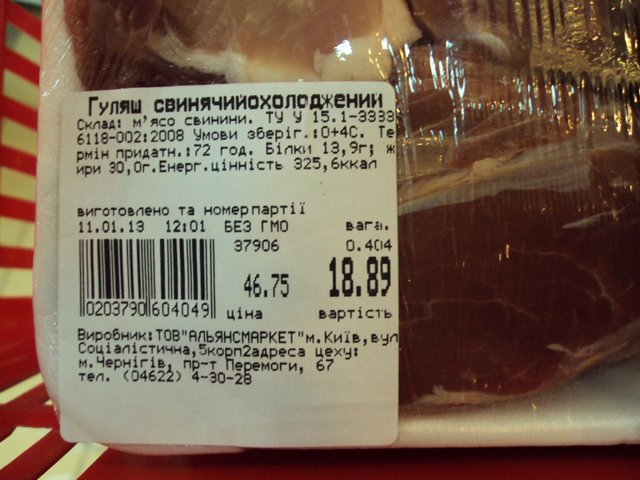 Гуляш свинячийохолоджений
Склад: м'ясо свинини. ТУ У 15.1-3333
6118-002:2008 Умови зберіг.:0+4С. Те
рмін придатн.:72 год. Білки 13,9г; ж
ири 30,0г.Енерг.цінність 325,6ккал
виготовлено та номерпартії
11.01.13 12:01 БЕЗ ГМО вага.
37906 0.404
46.75 18.89
0203790 604049
ціна вартість
Виробник:ТОВ"АЛЬЯНСМАРКЕТ"м.Київ,вул
Соціалістична,5корп2адреса цеху:
м.Чернігів, пр-т Перемоги, 67
тел. (04622) 4-30-28